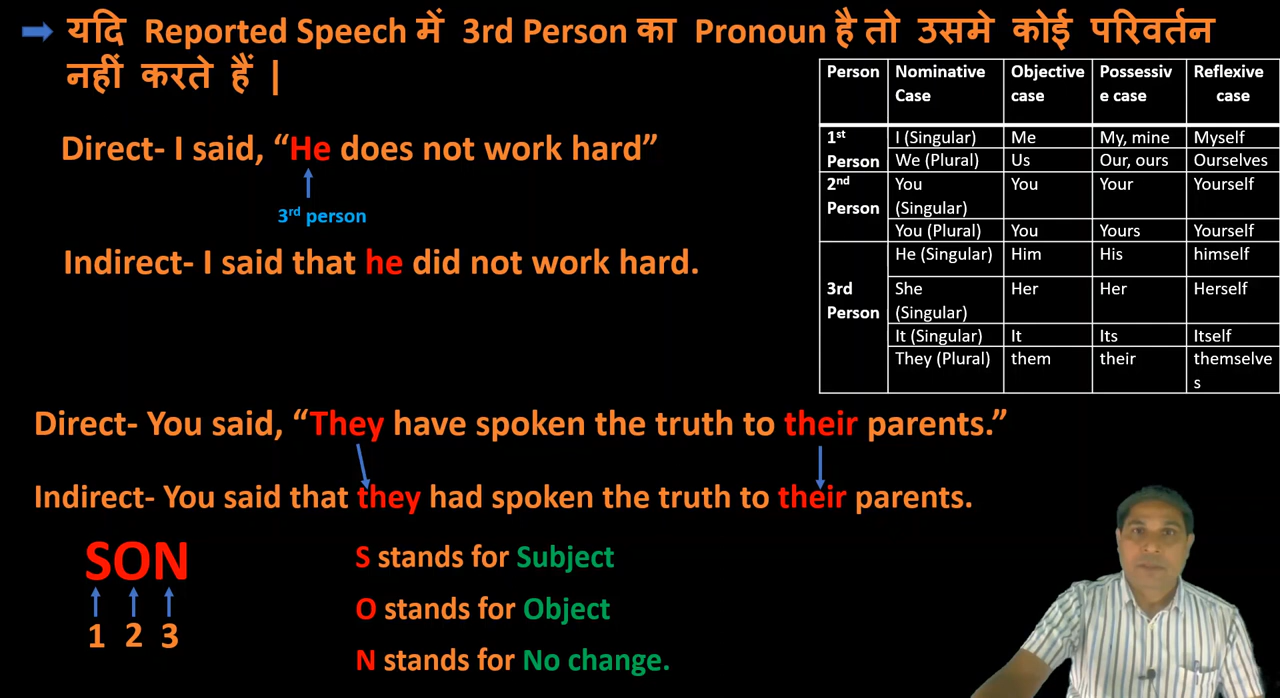 यदि Reported Speech में 3rd Person का Pronoun है तो उसमे कोई परिवर्तन
नहीं करते हैं |
Direct- I said, “He does not work hard”
3rd person
Indirect- I said that he did not work hard.
Person Nominative Case Objective case Possessiv e case Reflexive case
1st Person I (Singular) Me My, mine Myself
We (Plural) Us Our, ours Ourselves
2nd Person You (Singular) You Your Yourself
You (Plural) You Yours Yourself
3rd Person He (Singular) Him His himself
She (Singular) Her Her Herself
It (Singular) It Its Itself
They (Plural) them their themselve s
Direct- You said, “They have spoken the truth to their parents.”
Indirect- You said that they had spoken the truth to their parents.
SON
1 2 3
S stands for Subject
O stands for Object
N stands for No change.